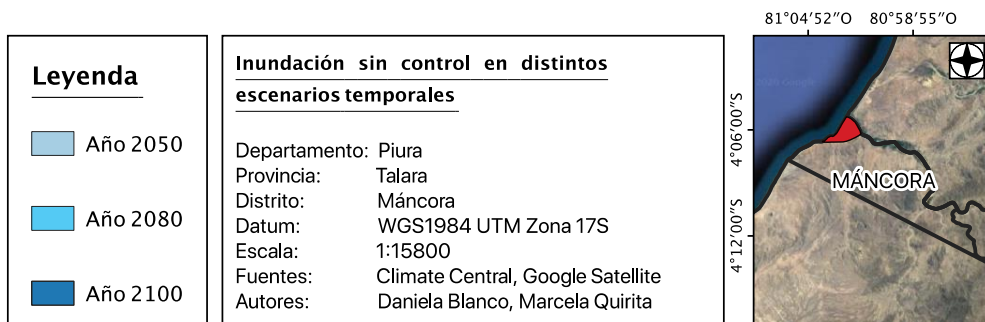 Leyenda
Año 2050
Año 2080
Año 2100
Inundación sin control en distintos
escenarios temporales
Departamento: Piura
Provincia: Talara
Distrito: Máncora
Datum: WGS1984 UTM Zona 17S
Escala: 1:15800
Fuentes: Climate Central, Google Satellite
Autores: Daniela Blanco, Marcela Quirita
81°04′52″O 80°58′55″O
4°06′00″S
4°12′00″S
MÁNCORA